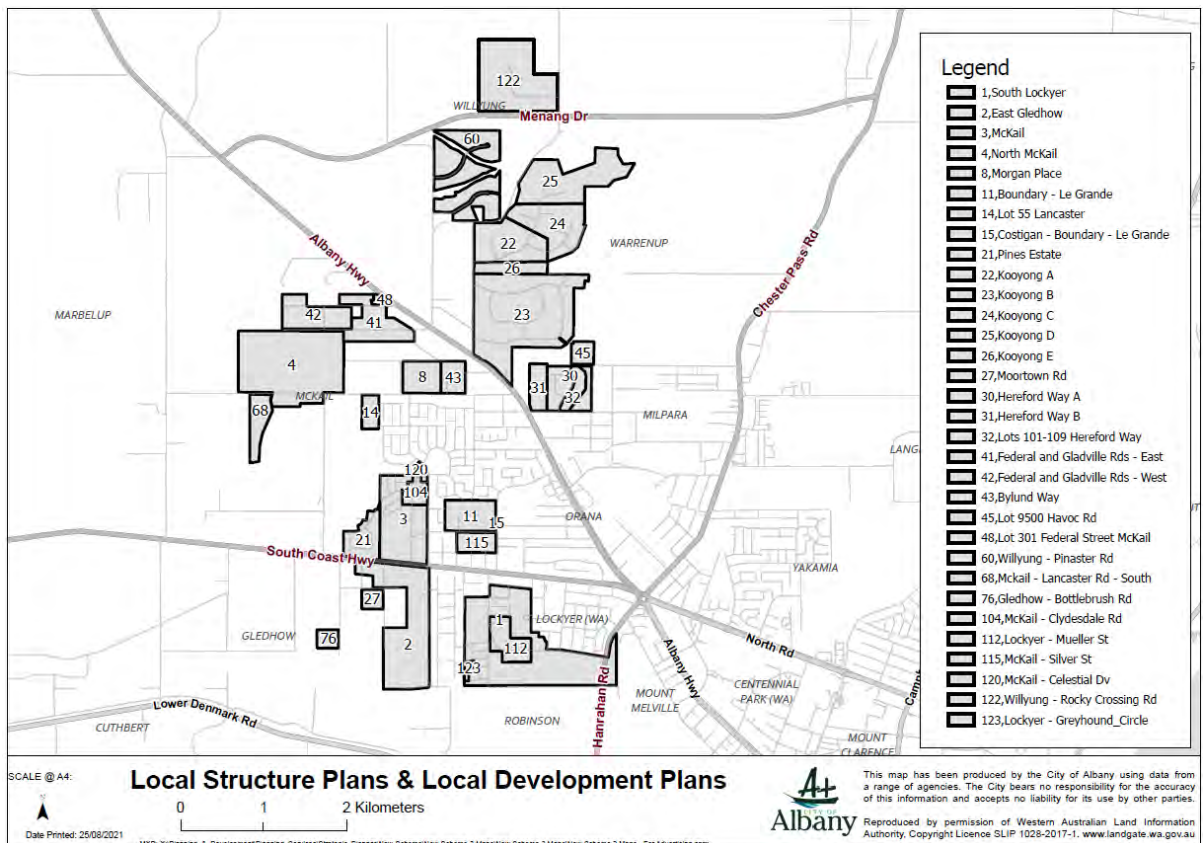 122
WILLYUNG
Menang Dr
60
25
24
22
WARRENUP
26
Albany Hwy
Chester Pass Rd
48
42
41
23
MARBELUP
45
4
8
43
31
30
32
MCKAIL
68
14
MILPARA
120
104
3
11
15
ORANA
115
21
South Coast Hwy
YAKAMIA
27
1
LOCKYER (WA)
GLEDHOW
76
2
112
North Rd
123
Albany Hwy
Hanrahan Rd
MOUNT
MELVILLE
CENTENNIAL
PARK (WA)
Lower Denmark Rd
CUTHBERT
ROBINSON
MOUNT
CLARENCE
Legend
1,South Lockyer
2,East Gledhow
3,McKail
4,North McKail
8,Morgan Place
11,Boundary - Le Grande
14,Lot 55 Lancaster
15,Costigan - Boundary - Le Grande
21,Pines Estate
22,Kooyong A
23,Kooyong B
24,Kooyong C
25,Kooyong D
26,Kooyong E
27,Moortown Rd
30,Hereford Way A
31,Hereford Way B
32,Lots 101-109 Hereford Way
41,Federal and Gladville Rds - East
42,Federal and Gladville Rds - West
43,Bylund Way
45,Lot 9500 Havoc Rd
48,Lot 301 Federal Street McKail
60,Willyung - Pinaster Rd
68,Mckail - Lancaster Rd - South
76,Gledhow - Bottlebrush Rd
104,McKail - Clydesdale Rd
112,Lockyer - Mueller St
115,McKail - Silver St
120,McKail - Celestial Dv
122,Willyung - Rocky Crossing Rd
123,Lockyer - Greyhound_Circle
SCALE @ A4:
N
Date Printed: 25/08/2021
Local Structure Plans & Local Development Plans
0 1 2 Kilometers
CITY OF
Albany
This map has been produced by the City of Albany using data from
a range of agencies. The City bears no responsibility for the accuracy
of this information and accepts no liability for its use by other parties.
Reproduced by permission of Western Australian Land Information
Authority, Copyright Licence SLIP 1028-2017-1. www.landgate.wa.gov.au